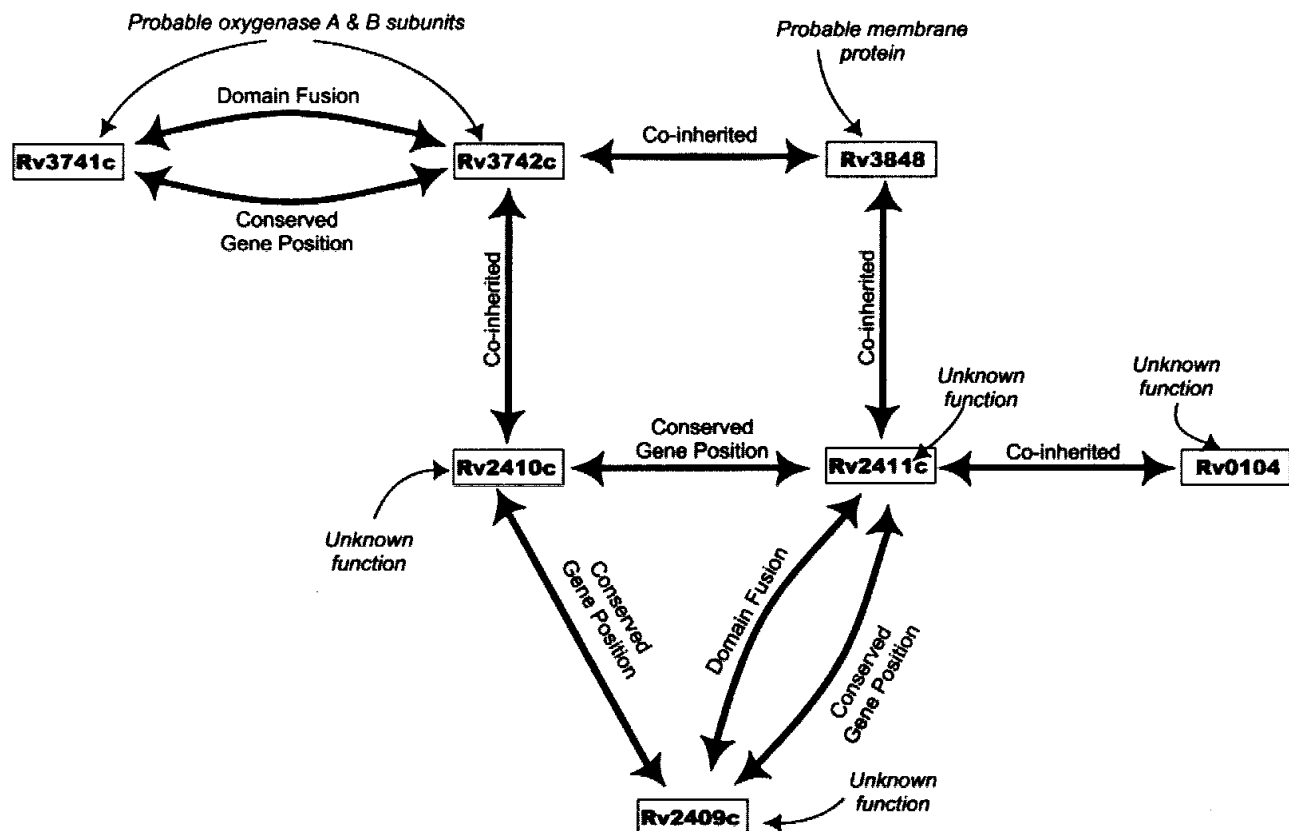 Probable oxygenase A & B subunits
Probable membrane
protein
Domain Fusion
Co-inherited
Rv3741c
Rv3742c
Rv3848
Conserved
Gene Position
Co-inherited
Co-inherited
Unknown
function
Unknown
function
Conserved
Gene Position
Co-inherited
Rv2410c
Rv2411c
Rv0104
Unknown
function
Conserved
Gene Position
Domain Fusion
Conserved
Gene Position
Unknown
function
Rv2409c